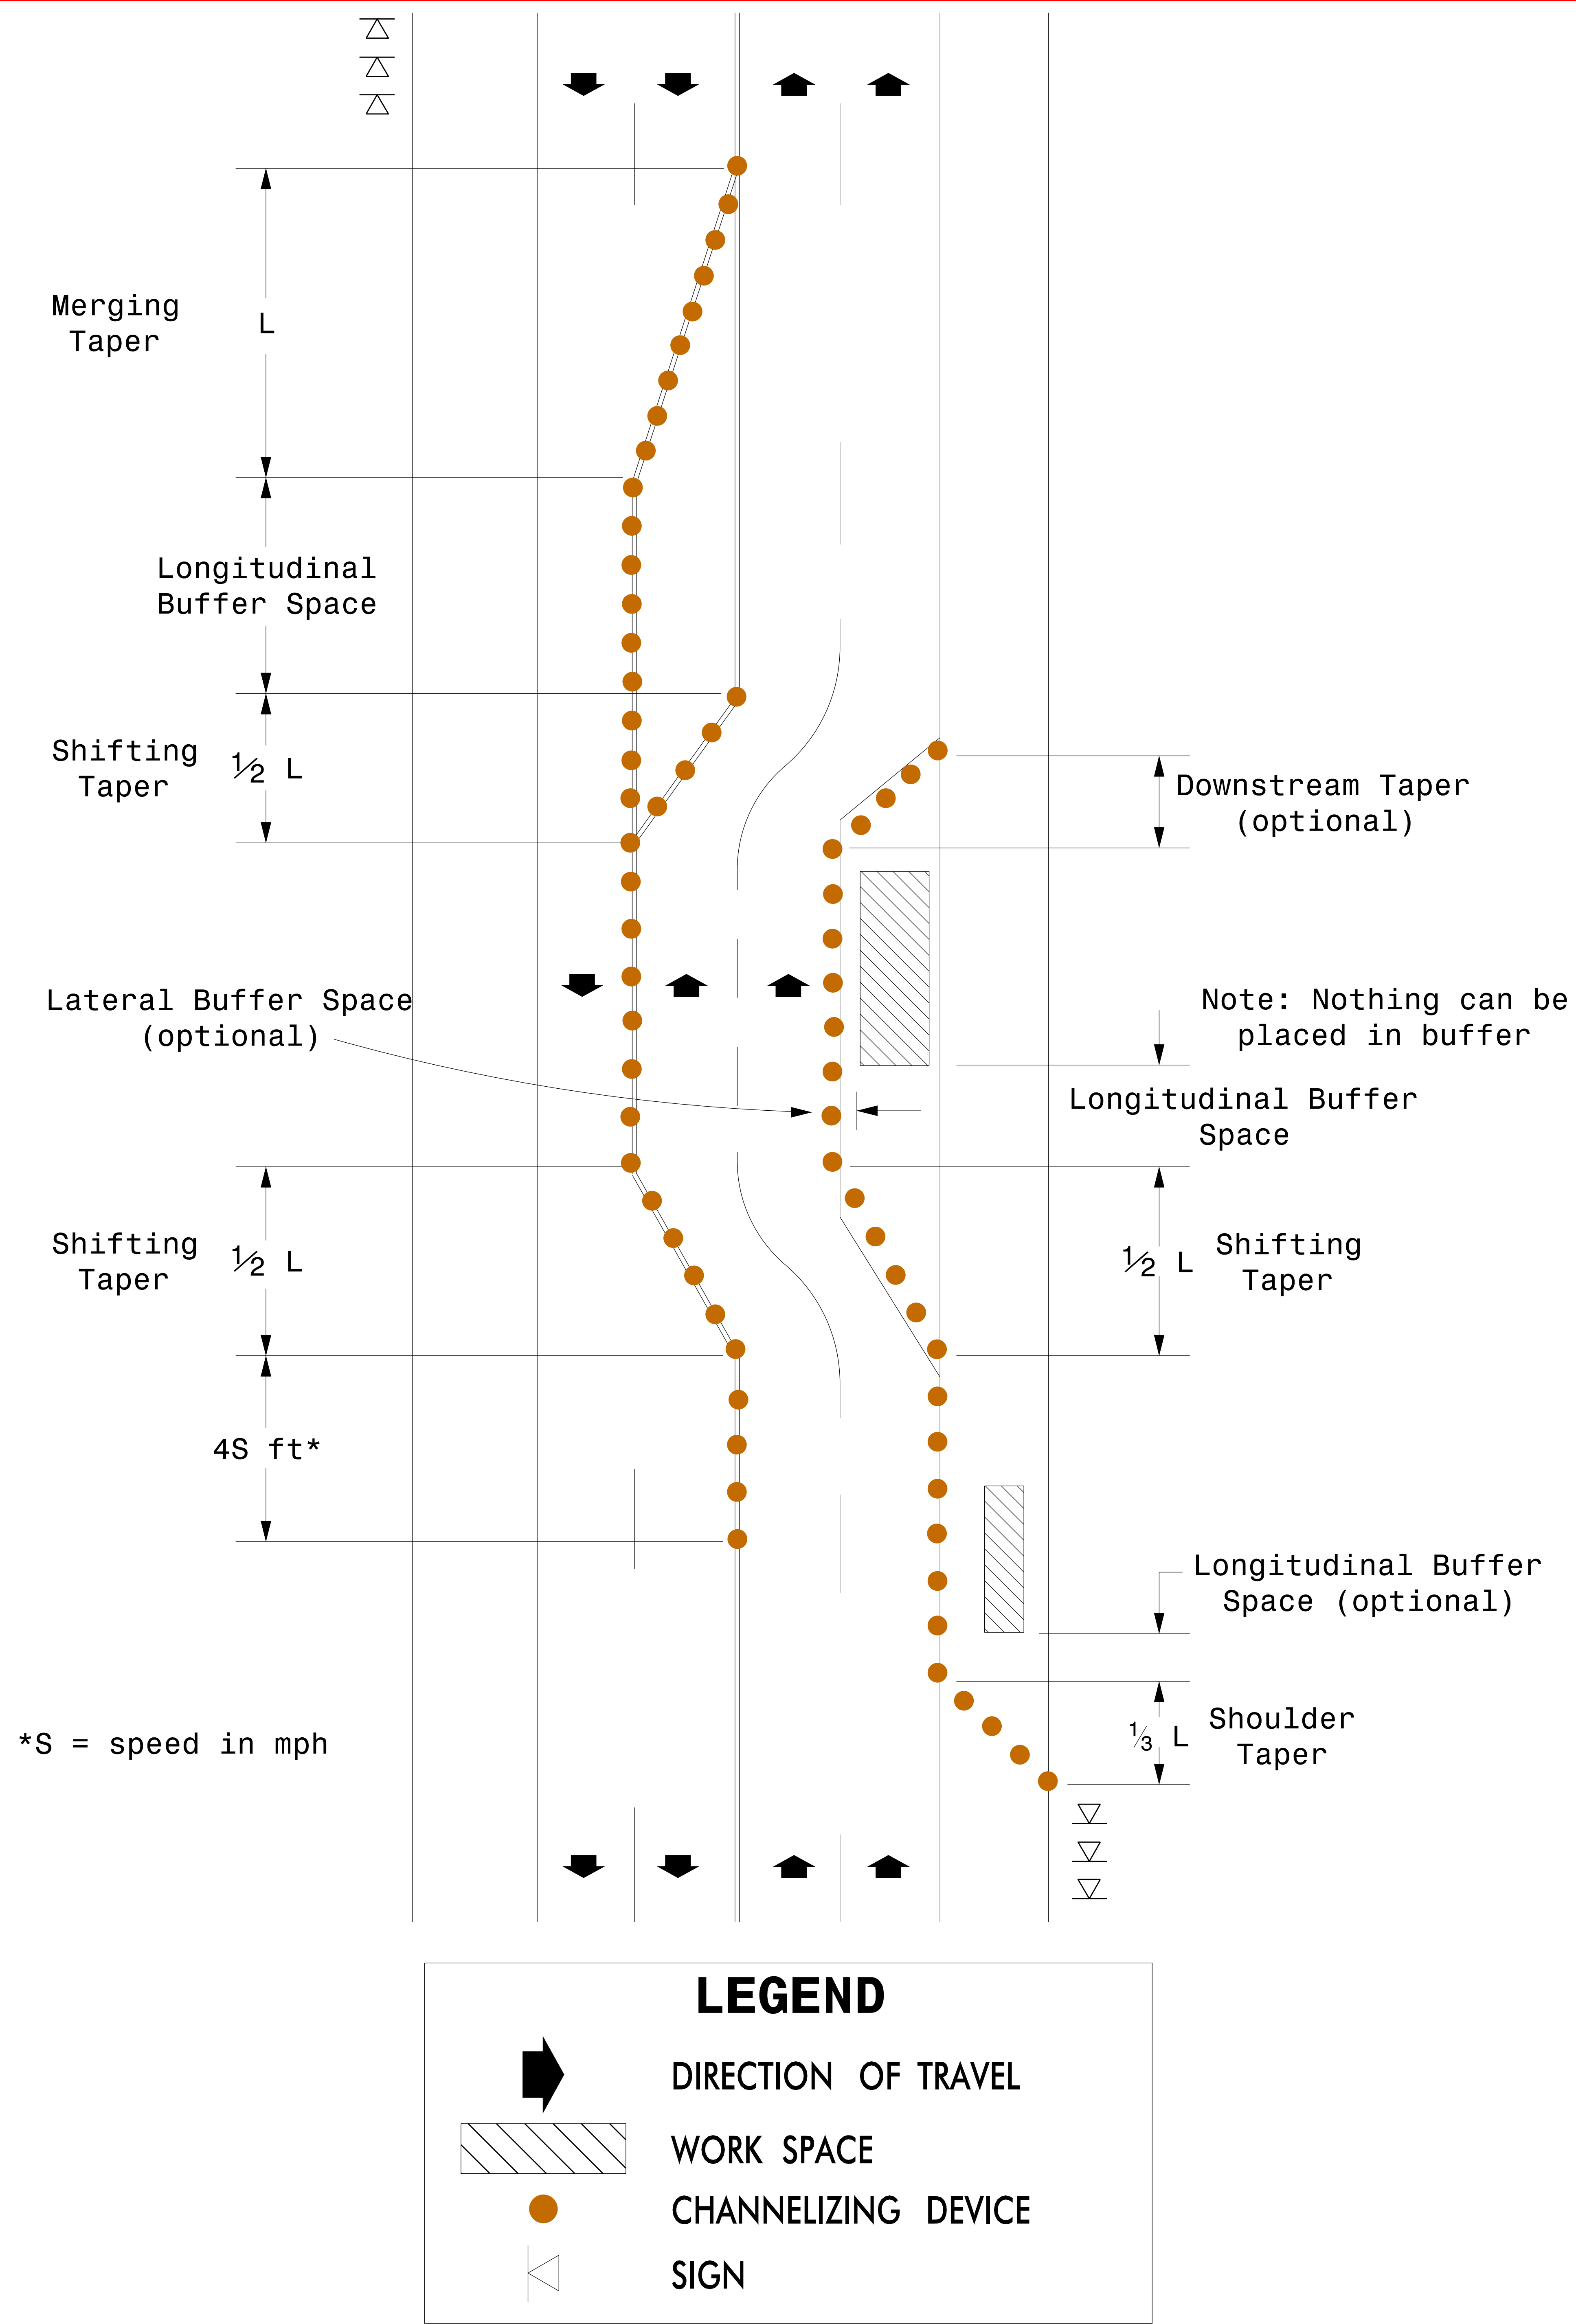 Merging
Taper
L
Longitudinal
Buffer Space
Shifting
Taper
½ L
Downstream Taper
(optional)
Lateral Buffer Space
(optional)
Note: Nothing can be
placed in buffer
Longitudinal Buffer
Space
Shifting
Taper
½ L
½ L
Shifting
Taper
4S ft*
Longitudinal Buffer
Space (optional)
*S = speed in mph
⅓ L
Shoulder
Taper
LEGEND
DIRECTION OF TRAVEL
WORK SPACE
CHANNELIZING DEVICE
SIGN